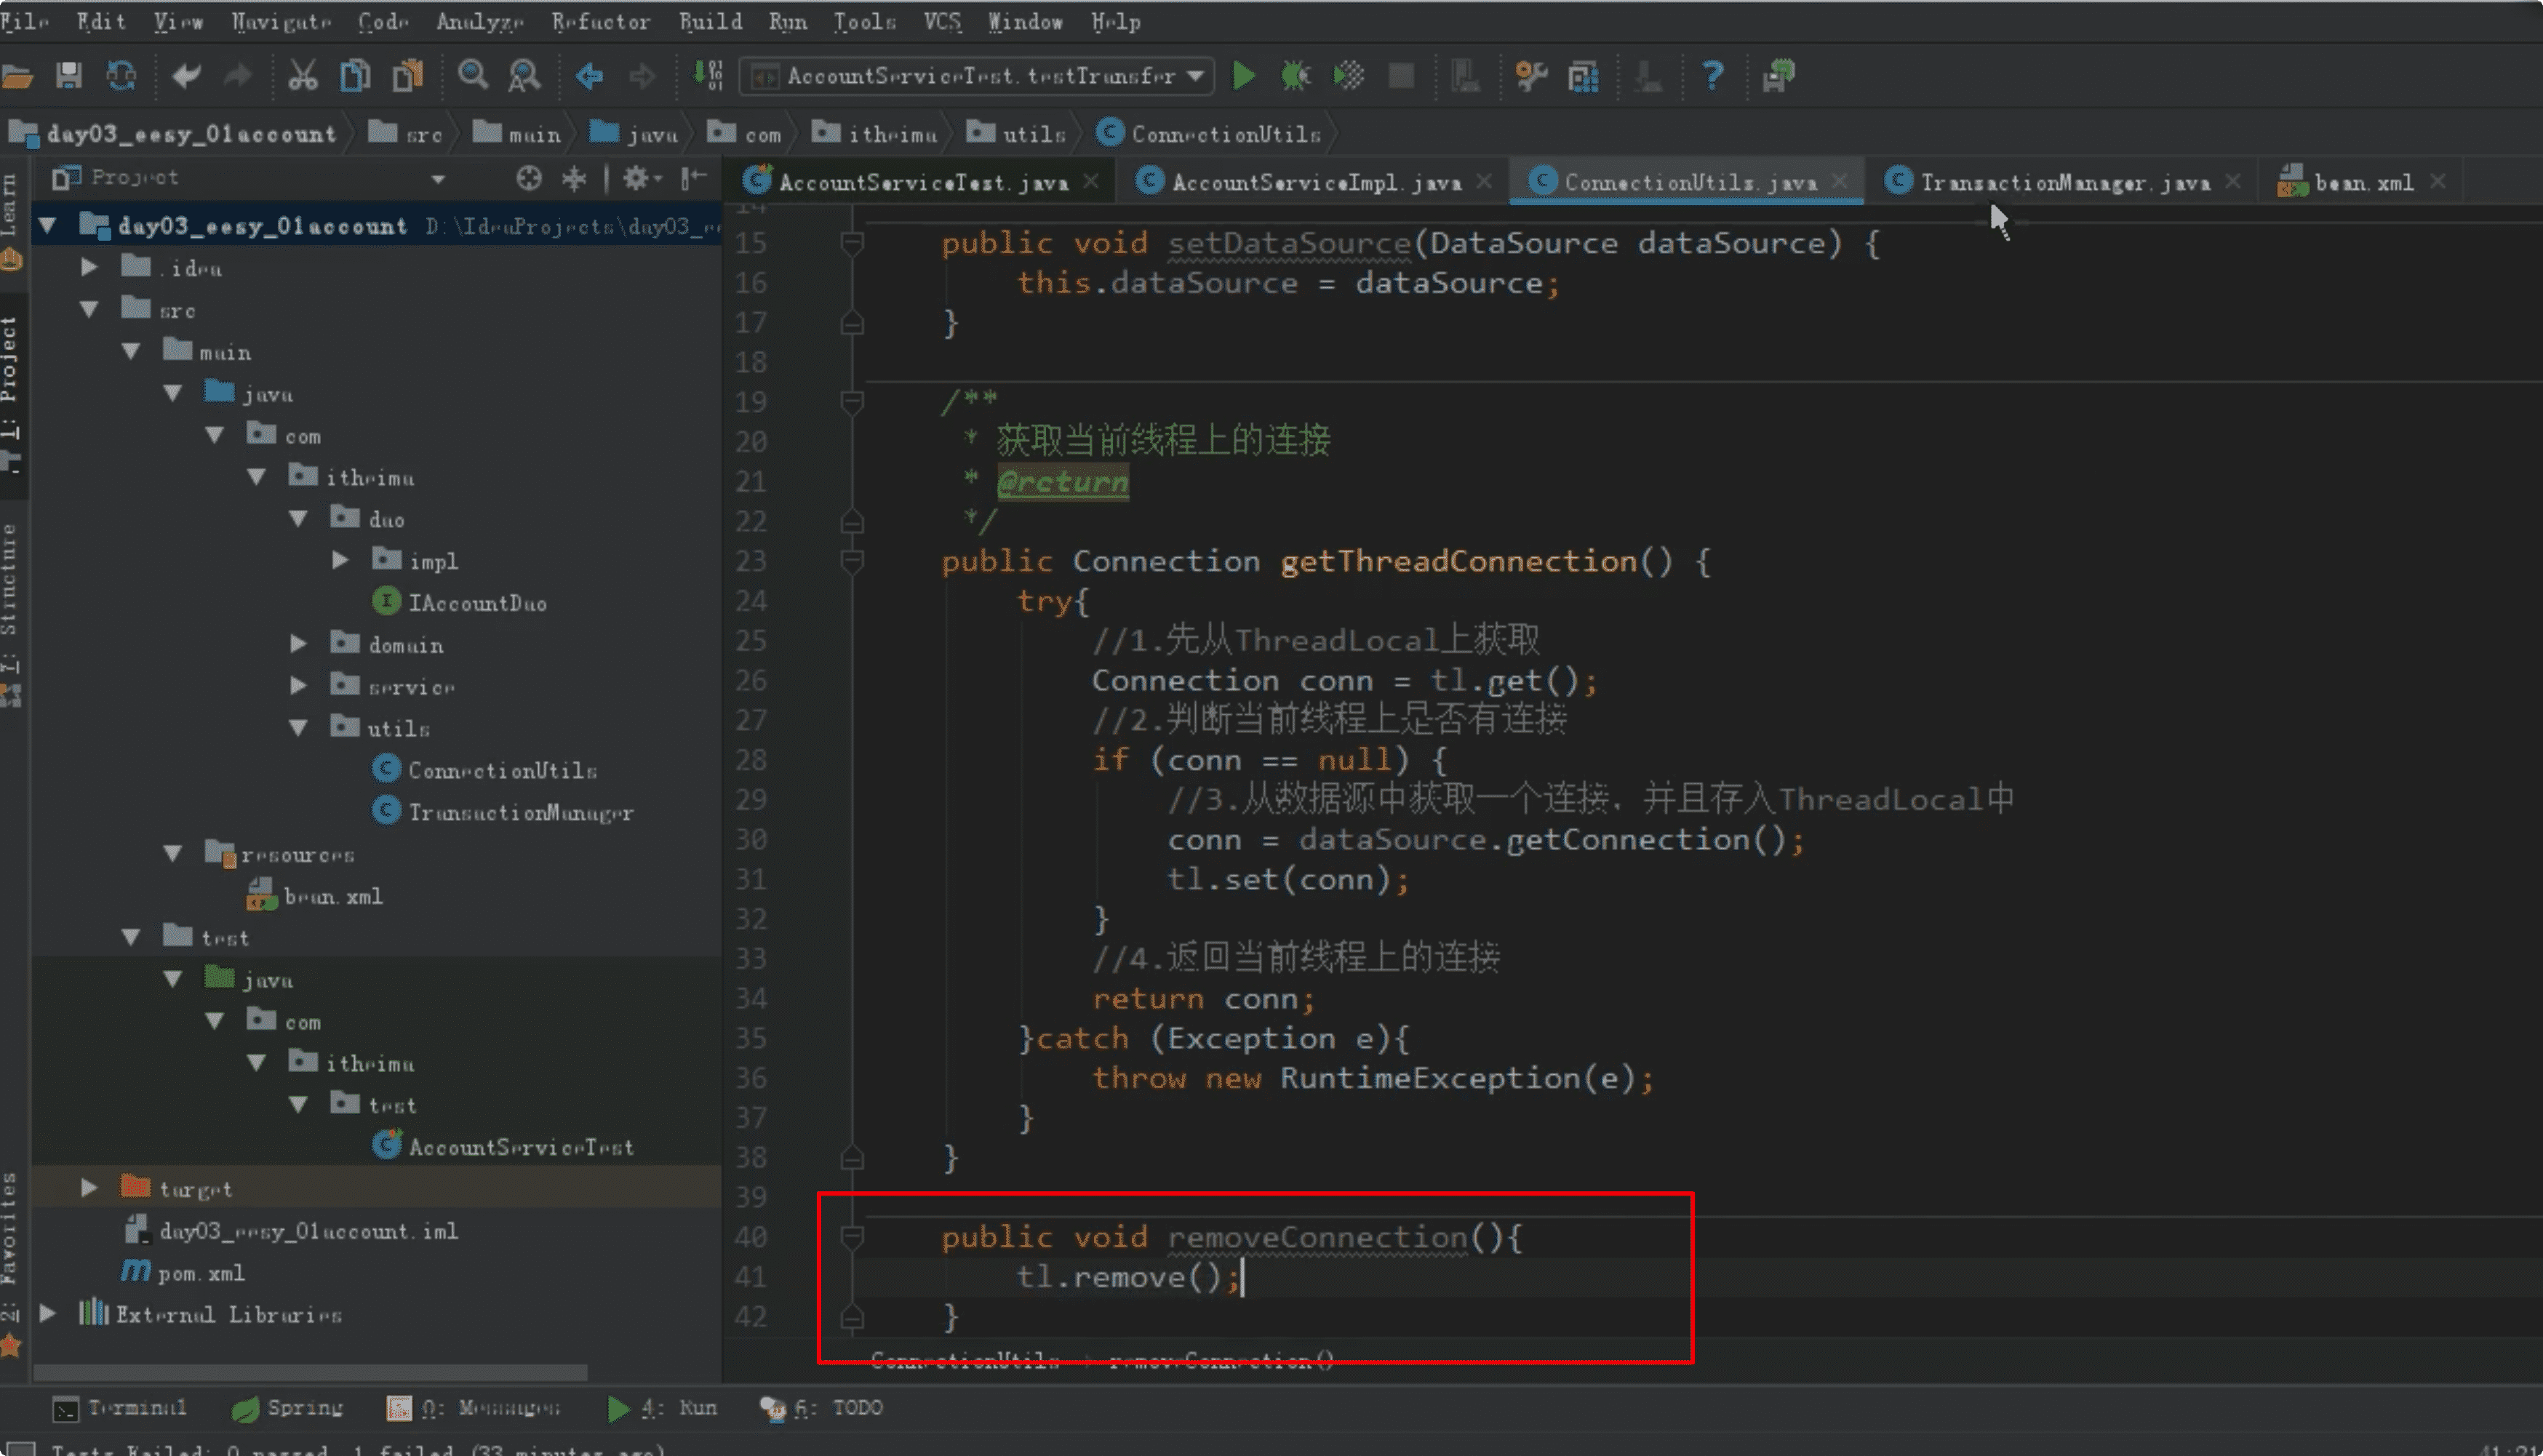 File Edit View Navigate Code Analyze Refactor Build Run Tools VCS Window Help
AccountServiceTest.testTransfer
day03_eesy_01account src main java com itheima utils ConnectionUtils
Project
AccountServiceTest.java AccountServiceImpl.java ConnectionUtils.java TransactionManager.java bean.xml
Learn
1: Project
7: Structure
2: Favorites
day03_eesy_01account D:\IdeaProjects\day03_e
.idea
src
main
java
com
itheima
dao
impl
IAccountDao
domain
service
utils
ConnectionUtils
TransactionManager
resources
bean.xml
test
java
com
itheima
test
AccountServiceTest
target
day03_eesy_01account.iml
pom.xml
External Libraries
14
15 public void setDataSource(DataSource dataSource) {
16 this.dataSource = dataSource;
17 }
18
19 /**
20 * 获取当前线程上的连接
21 * @return
22 */
23 public Connection getThreadConnection() {
24 try{
25 //1.先从ThreadLocal上获取
26 Connection conn = tl.get();
27 //2.判断当前线程上是否有连接
28 if (conn == null) {
29 //3.从数据源中获取一个连接，并且存入ThreadLocal中
30 conn = dataSource.getConnection();
31 tl.set(conn);
32 }
33 //4.返回当前线程上的连接
34 return conn;
35 }catch (Exception e){
36 throw new RuntimeException(e);
37 }
38 }
39
40 public void removeConnection(){
41 tl.remove();
42 }
ConnectionUtils removeConnection()
Terminal Spring 0: Messages 4: Run 6: TODO
Tests Failed: 0 passed, 1 failed (33 minutes ago) 41:21